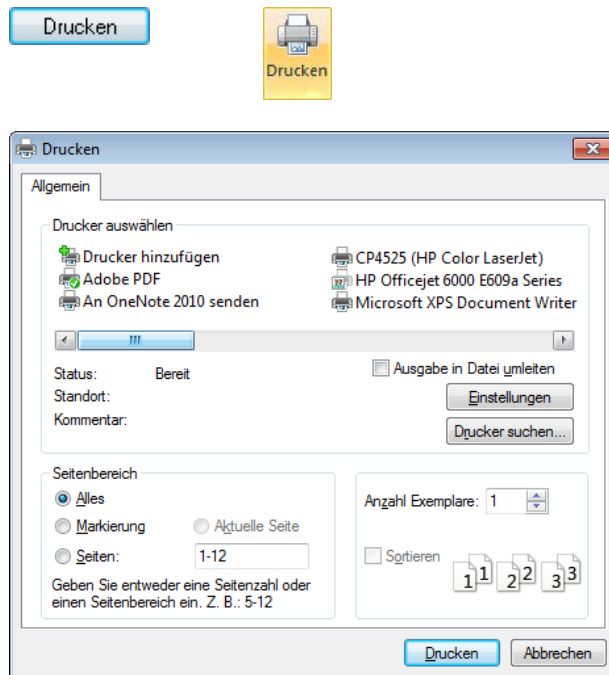 Drucken
Drucken
Drucken
Allgemein
Drucker auswählen
Drucker hinzufügen
Adobe PDF
An OneNote 2010 senden
CP4525 (HP Color LaserJet)
HP Officejet 6000 E609a Series
Microsoft XPS Document Writer
Status: Bereit
Standort:
Kommentar:
Ausgabe in Datei umleiten
Einstellungen
Drucker suchen...
Seitenbereich
Alles
Markierung Aktuelle Seite
Seiten: 1-12
Geben Sie entweder eine Seitenzahl oder
einen Seitenbereich ein. Z. B.: 5-12
Anzahl Exemplare: 1
Sortieren
1 1 2 2 3 3
Drucken Abbrechen